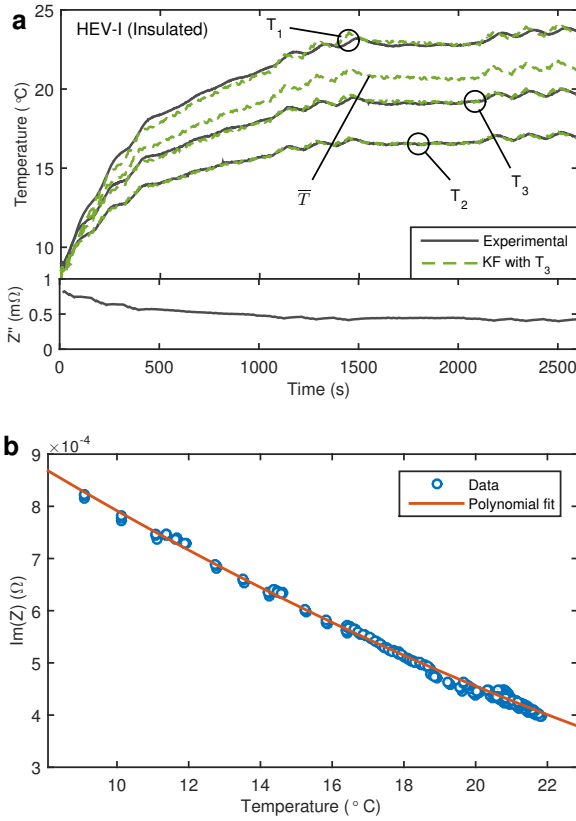 a
HEV-I (Insulated)
T1
T̅
T2
T3
Temperature (°C)
25
20
15
10
Experimental
KF with T3
Z'' (mΩ)
1
0.5
0
0 500 1000 1500 2000 2500
Time (s)
b
×10-4
Im(Z) (Ω)
9
8
7
6
5
4
3
Data
Polynomial fit
10 12 14 16 18 20 22
Temperature (° C)